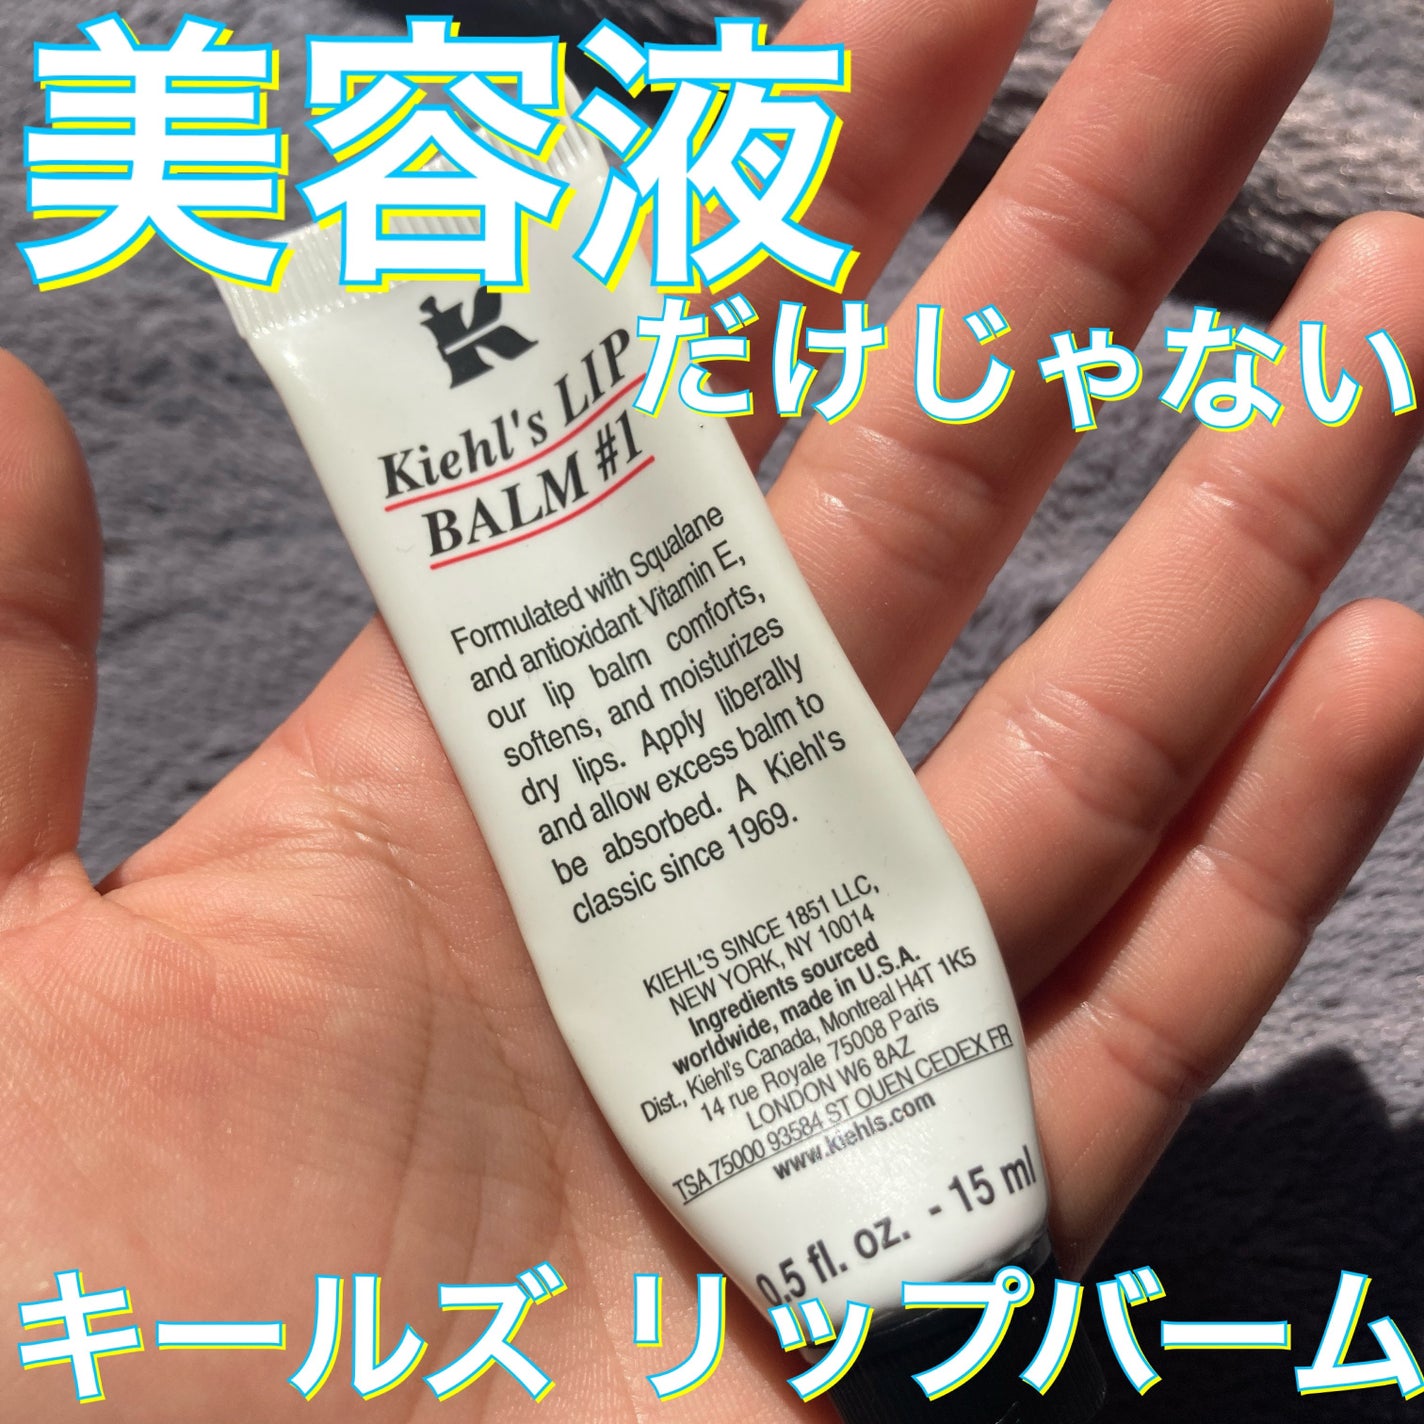 美容液
だけじゃない
Kiehl's LIP
BALM #1
Formulated with Squalane
and antioxidant Vitamin E,
our lip balm comforts,
softens, and moisturizes
dry lips. Apply liberally
and allow excess balm to
be absorbed. A Kiehl's
classic since 1969.
KIEHL'S SINCE 1851 LLC,
NEW YORK, NY 10014
Ingredients sourced
worldwide, made in U.S.A.
Dist., Kiehl's Canada, Montreal H4T 1K5
14 rue Royale 75008 Paris
LONDON W6 8AZ
TSA 75000 93584 ST OUEN CEDEX FR
www.kiehls.com
0.5 fl. oz. - 15 ml
キールズ リップバーム